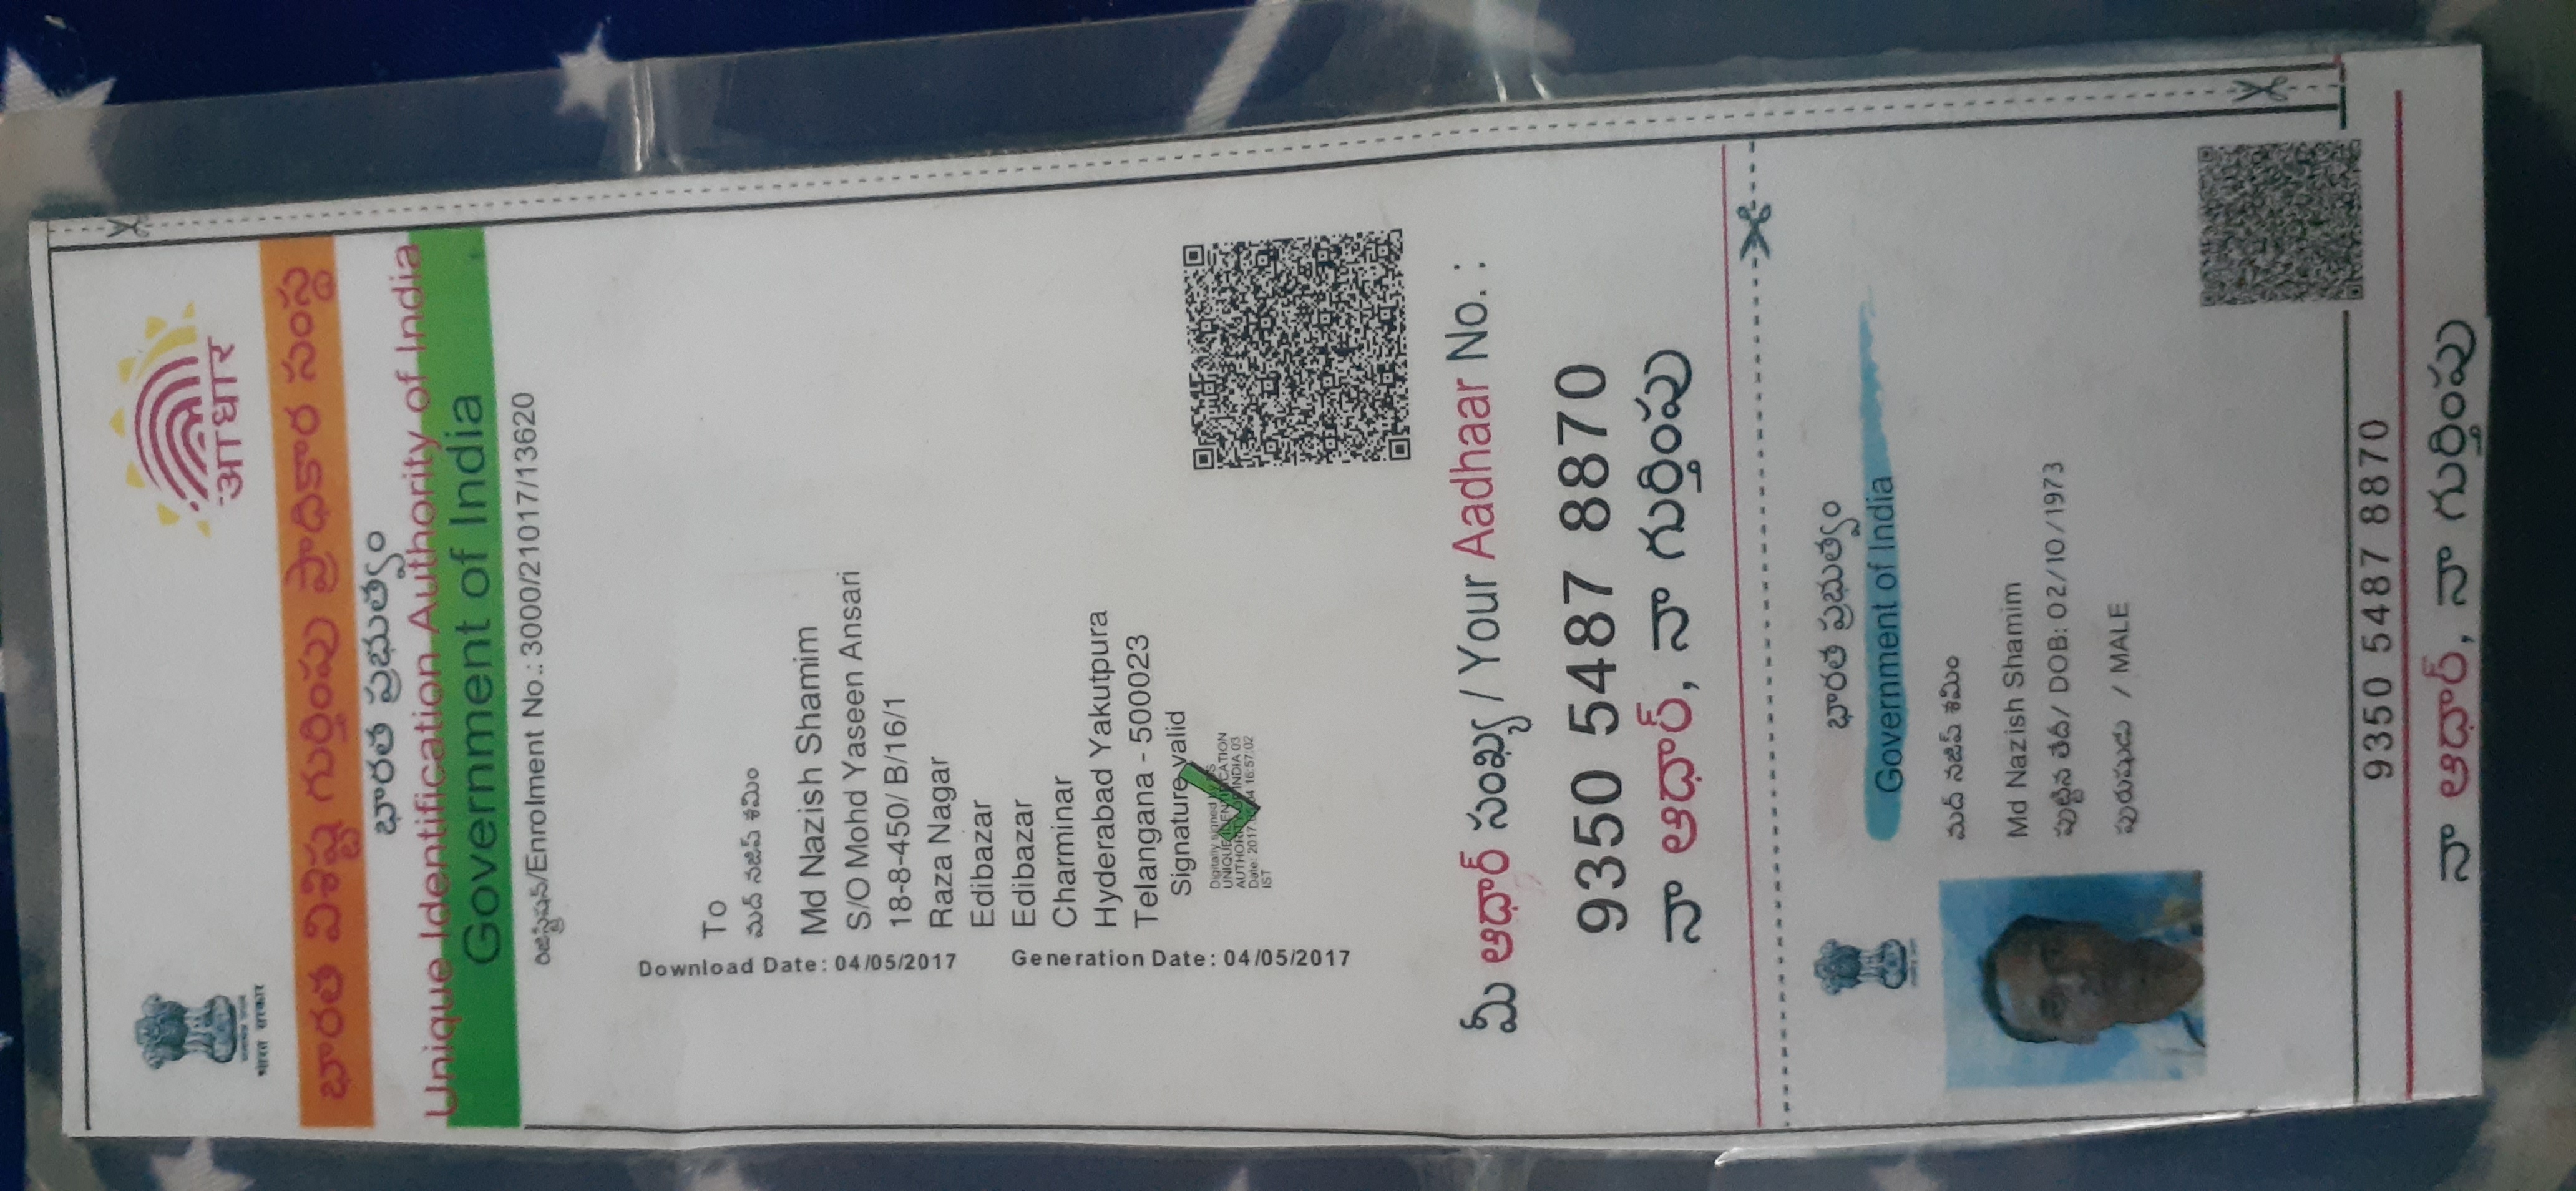 भारत सरकार
आधार
భారత విశిష్ట గుర్తింపు ప్రాధికార సంస్థ
భారత ప్రభుత్వం
Unique Identification Authority of India
Government of India
రిజిస్ట్రేషన్/Enrolment No.: 3000/21017/13620
Download Date: 04/05/2017
Generation Date: 04/05/2017
To
మద్ నజిష్ శమిం
Md Nazish Shamim
S/O Mohd Yaseen Ansari
18-8-450/ B/16/1
Raza Nagar
Edibazar
Edibazar
Charminar
Hyderabad Yakutpura
Telangana - 500023
Signature valid
Digitally signed by DS
UNIQUE IDENTIFICATION
AUTHORITY OF INDIA 03
Date: 2017.05.04 16:57:02
IST
మీ ఆధార్ సంఖ్య / Your Aadhaar No. :
9350 5487 8870
నా ఆధార్, నా గుర్తింపు
భారత ప్రభుత్వం
Government of India
మద్ నజిష్ శమిం
Md Nazish Shamim
పుట్టిన తేదీ/ DOB: 02/10/1973
పురుషుడు / MALE
9350 5487 8870
నా ఆధార్, నా గుర్తింపు